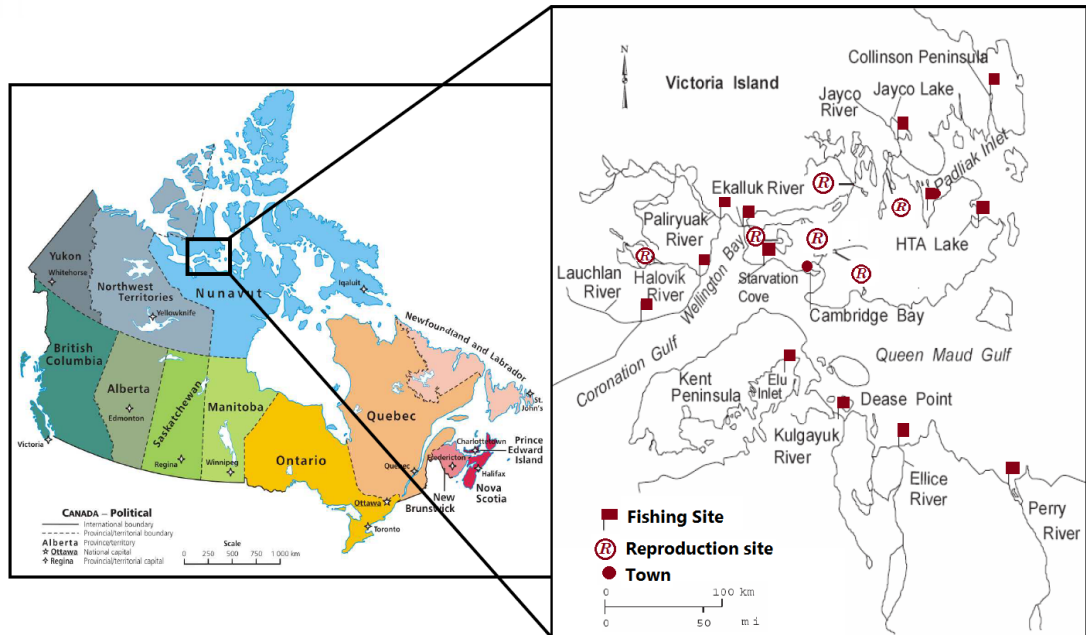 Yukon
Whitehorse
Northwest
Territories
Yellowknife
Nunavut
Iqaluit
British
Columbia
Victoria
Alberta
Edmonton
Saskatchewan
Regina
Manitoba
Winnipeg
Ontario
Ottawa
Toronto
Quebec
Québec
Newfoundland and Labrador
St.
John's
Charlottetown
Prince
Edward
Island
Fredericton
Halifax
New
Brunswick
Nova
Scotia
CANADA – Political
International boundary
Provincial/territorial boundary
Alberta Province/territory
Ottawa National capital
Regina Provincial/territorial capital
Scale
0 250 500 750 1 000 km
N
Victoria Island
Collinson Peninsula
Jayco
River
Jayco Lake
Padliak Inlet
HTA Lake
Ekalluk River
R
R
R
R
R
R
Paliryuak
River
Halovik
River
Lauchlan
River
Wellington Bay
Starvation
Cove
Cambridge Bay
Coronation Gulf
Queen Maud Gulf
Kent
Peninsula
Elu
Inlet
Dease Point
Kulgayuk
River
Ellice
River
Perry
River
Fishing Site
R Reproduction site
Town
0 100 km
0 50 mi